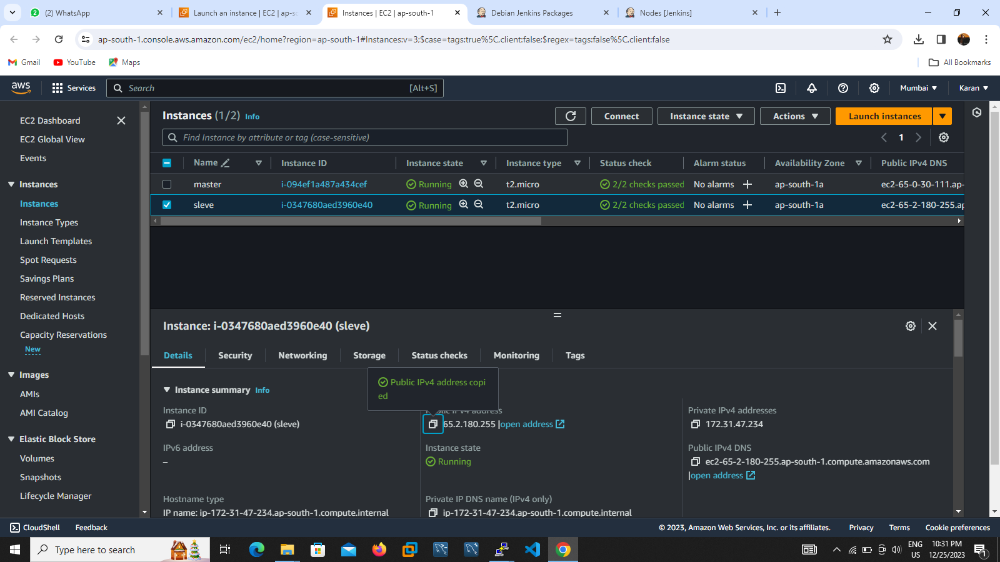 (2) WhatsApp
Launch an instance | EC2 | ap-sc
Instances | EC2 | ap-south-1
Debian Jenkins Packages
Nodes [Jenkins]
ap-south-1.console.aws.amazon.com/ec2/home?region=ap-south-1#Instances:v=3;$case=tags:true%5C,client:false;$regex=tags:false%5C,client:false
Gmail
YouTube
Maps
All Bookmarks
aws
Services
Search
[Alt+S]
Mumbai
Karan
EC2 Dashboard
EC2 Global View
Events
Instances
Instances
Instance Types
Launch Templates
Spot Requests
Savings Plans
Reserved Instances
Dedicated Hosts
Capacity Reservations
New
Images
AMIs
AMI Catalog
Elastic Block Store
Volumes
Snapshots
Lifecycle Manager
Instances (1/2) Info
Connect
Instance state
Actions
Launch instances
Find Instance by attribute or tag (case-sensitive)
1
Name Instance ID Instance state Instance type Status check Alarm status Availability Zone Public IPv4 DNS
master i-094ef1a487a434cef Running t2.micro 2/2 checks passed No alarms ap-south-1a ec2-65-0-30-111.ap-
sleve i-0347680aed3960e40 Running t2.micro 2/2 checks passed No alarms ap-south-1a ec2-65-2-180-255.ap
Instance: i-0347680aed3960e40 (sleve)
Details Security Networking Storage Status checks Monitoring Tags
Public IPv4 address copi
ed
Instance summary Info
Instance ID
i-0347680aed3960e40 (sleve)
Public IPv4 address
65.2.180.255 |open address
Private IPv4 addresses
172.31.47.234
IPv6 address
–
Instance state
Running
Public IPv4 DNS
ec2-65-2-180-255.ap-south-1.compute.amazonaws.com
|open address
Hostname type
IP name: ip-172-31-47-234.ap-south-1.compute.internal
Private IP DNS name (IPv4 only)
ip-172-31-47-234.ap-south-1.compute.internal
CloudShell
Feedback
© 2023, Amazon Web Services, Inc. or its affiliates.
Privacy
Terms
Cookie preferences
Type here to search
ENG
US
10:31 PM
12/25/2023
1